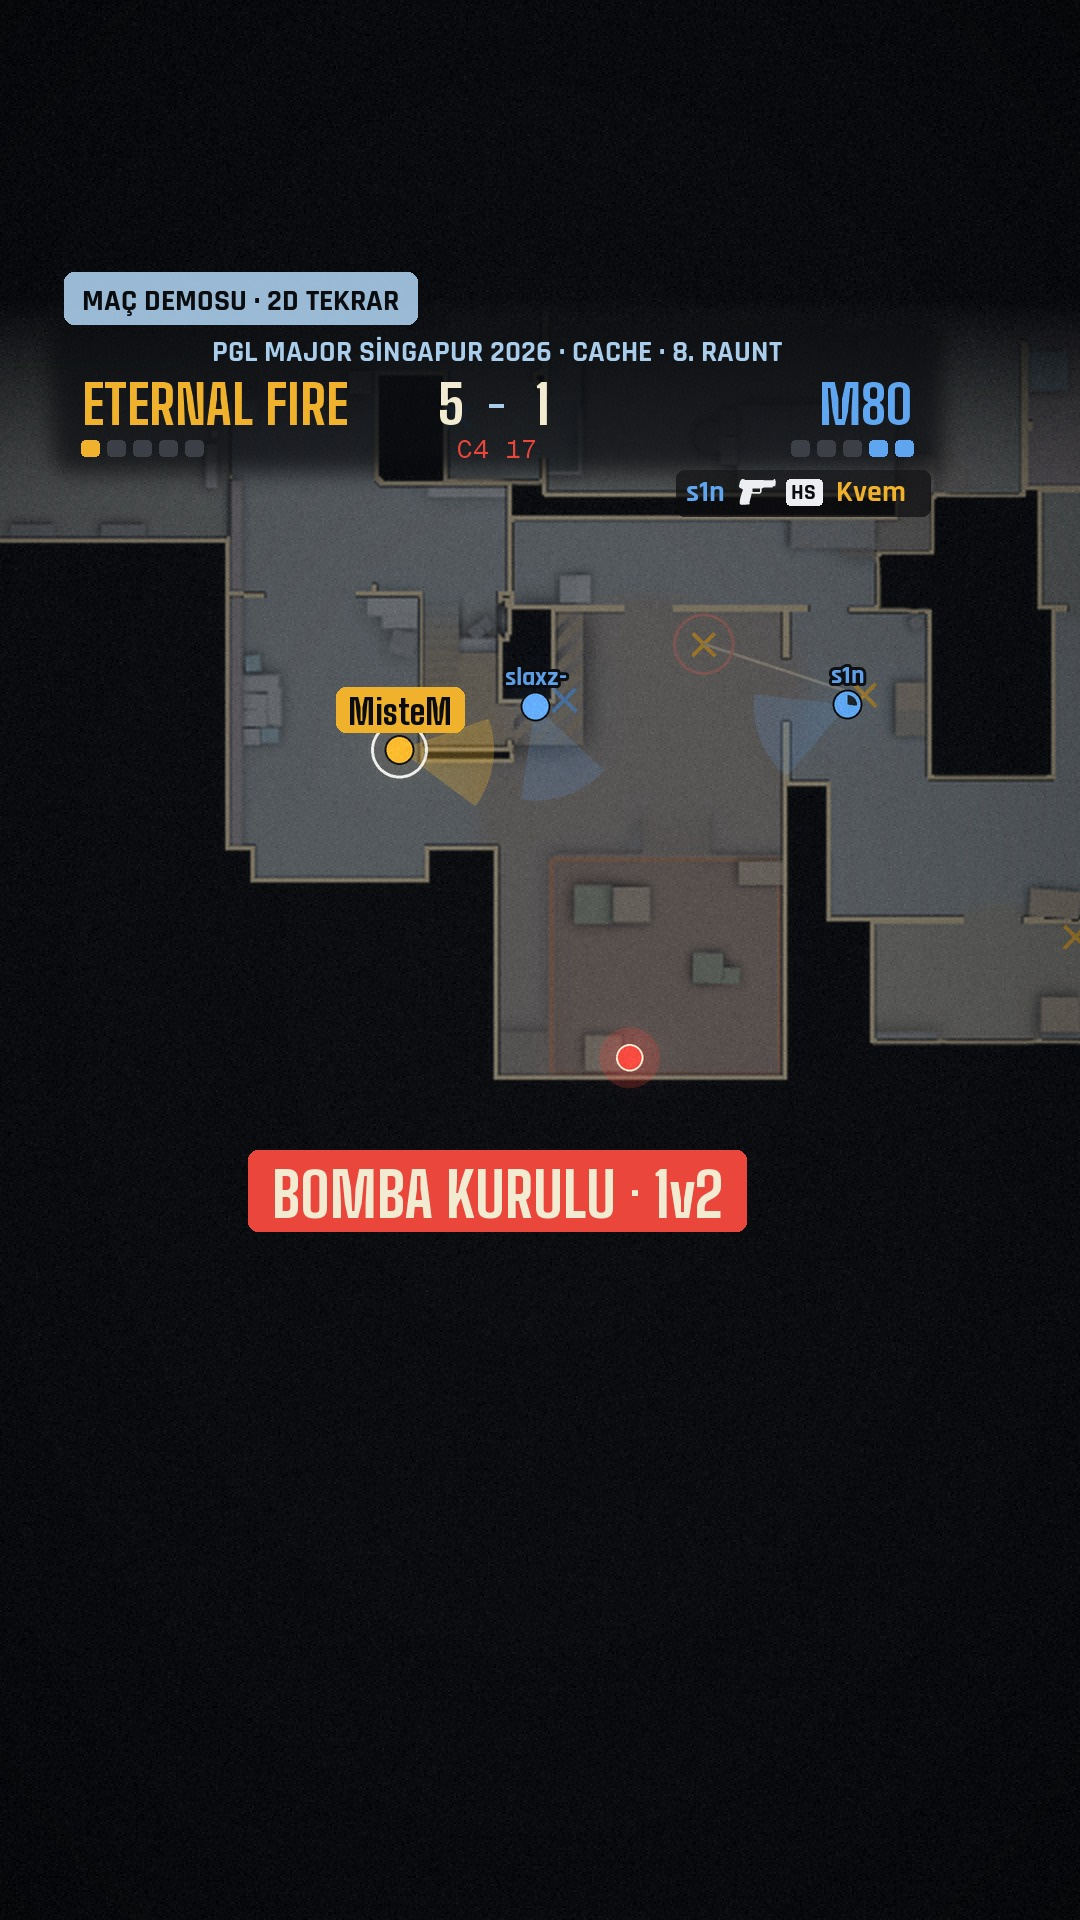 MAÇ DEMOSU · 2D TEKRAR
PGL MAJOR SİNGAPUR 2026 · CACHE · 8. RAUNT
ETERNAL FIRE 5 - 1 M80
C4 17
s1n HS Kvem
slaxz-
s1n
MisteM
BOMBA KURULU · 1v2